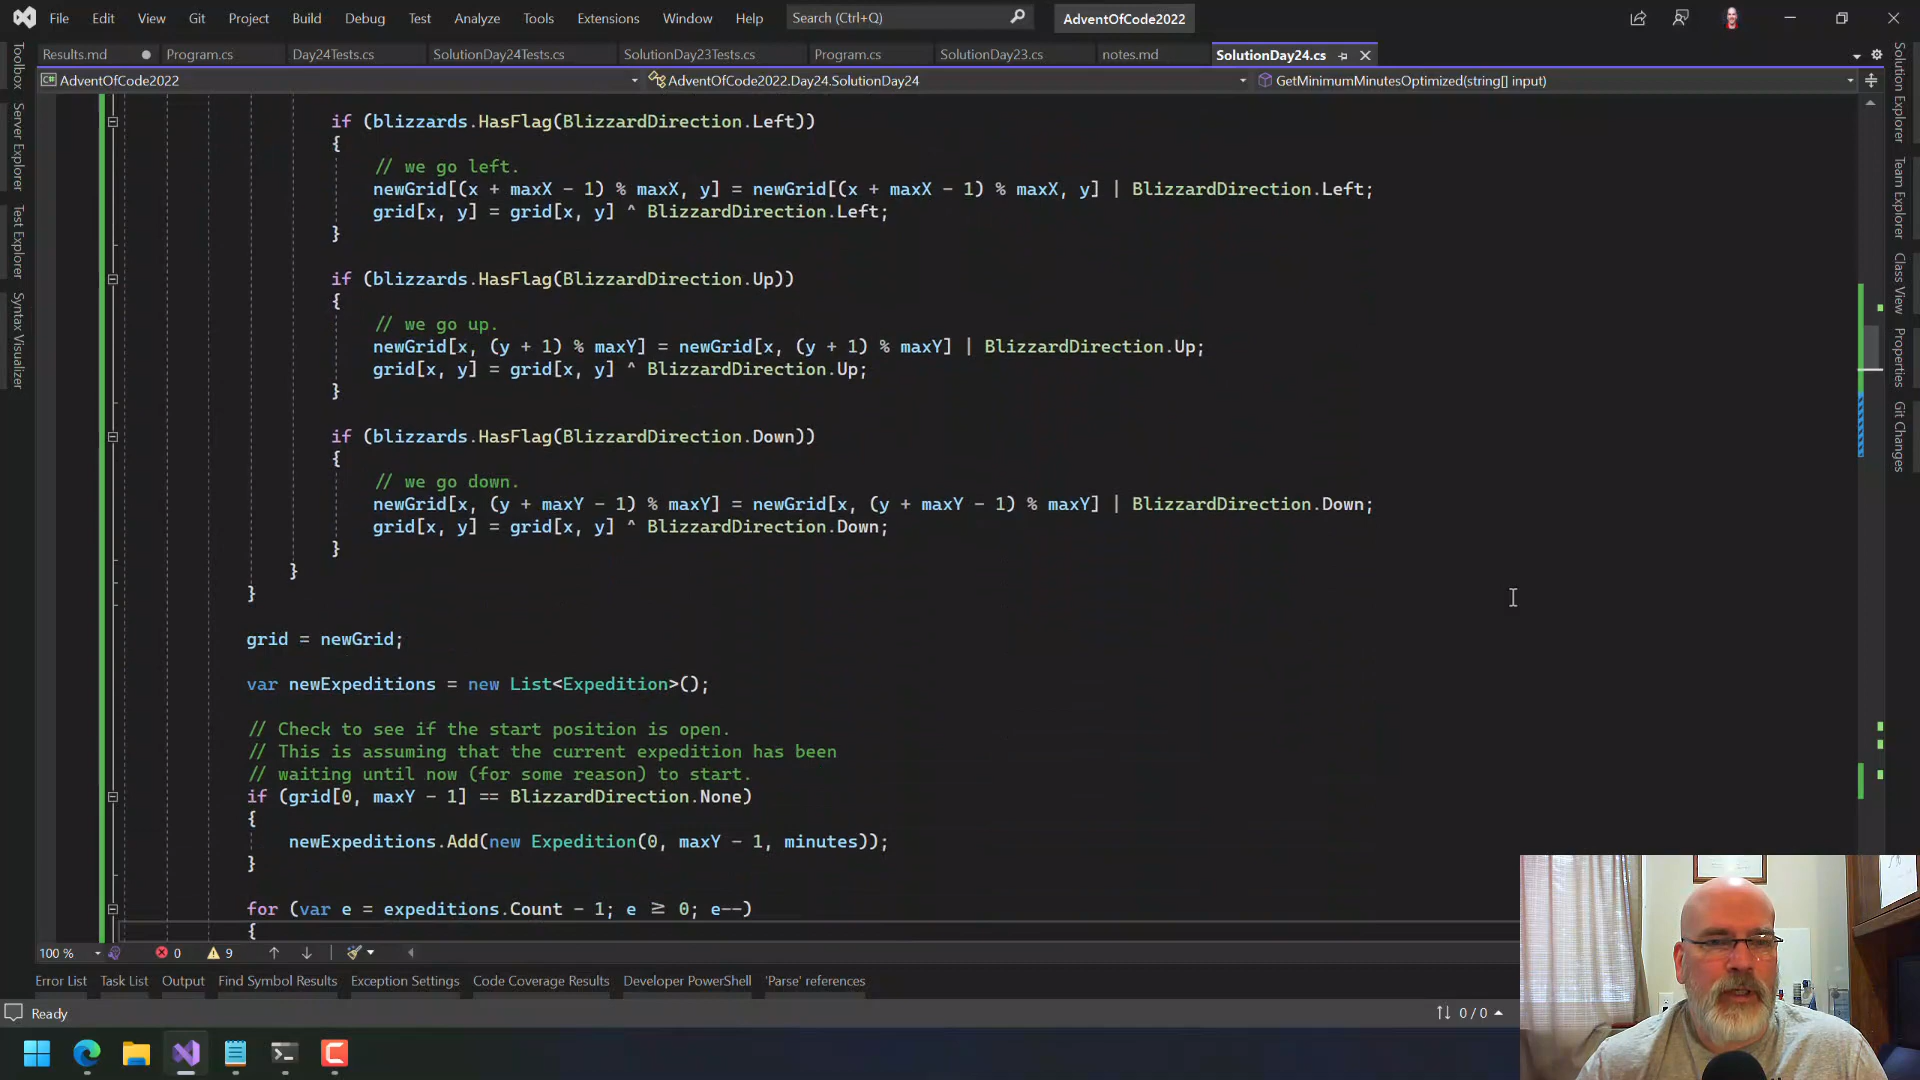 File Edit View Git Project Build Debug Test Analyze Tools Extensions Window Help Search (Ctrl+Q) AdventOfCode2022
Results.md Program.cs Day24Tests.cs SolutionDay24Tests.cs SolutionDay23Tests.cs Program.cs SolutionDay23.cs notes.md SolutionDay24.cs
AdventOfCode2022 AdventOfCode2022.Day24.SolutionDay24 GetMinimumMinutesOptimized(string[] input)
Toolbox
Server Explorer
Test Explorer
Syntax Visualizer
if (blizzards.HasFlag(BlizzardDirection.Left))
{
// we go left.
newGrid[(x + maxX - 1) % maxX, y] = newGrid[(x + maxX - 1) % maxX, y] | BlizzardDirection.Left;
grid[x, y] = grid[x, y] ^ BlizzardDirection.Left;
}
if (blizzards.HasFlag(BlizzardDirection.Up))
{
// we go up.
newGrid[x, (y + 1) % maxY] = newGrid[x, (y + 1) % maxY] | BlizzardDirection.Up;
grid[x, y] = grid[x, y] ^ BlizzardDirection.Up;
}
if (blizzards.HasFlag(BlizzardDirection.Down))
{
// we go down.
newGrid[x, (y + maxY - 1) % maxY] = newGrid[x, (y + maxY - 1) % maxY] | BlizzardDirection.Down;
grid[x, y] = grid[x, y] ^ BlizzardDirection.Down;
}
}
}
grid = newGrid;
var newExpeditions = new List<Expedition>();
// Check to see if the start position is open.
// This is assuming that the current expedition has been
// waiting until now (for some reason) to start.
if (grid[0, maxY - 1] == BlizzardDirection.None)
{
newExpeditions.Add(new Expedition(0, maxY - 1, minutes));
}
for (var e = expeditions.Count - 1; e ≥ 0; e--)
{
Solution Explorer
Team Explorer
Class View
Properties
Git Changes
100 % 0 9
Error List Task List Output Find Symbol Results Exception Settings Code Coverage Results Developer PowerShell 'Parse' references
Ready 0 / 0